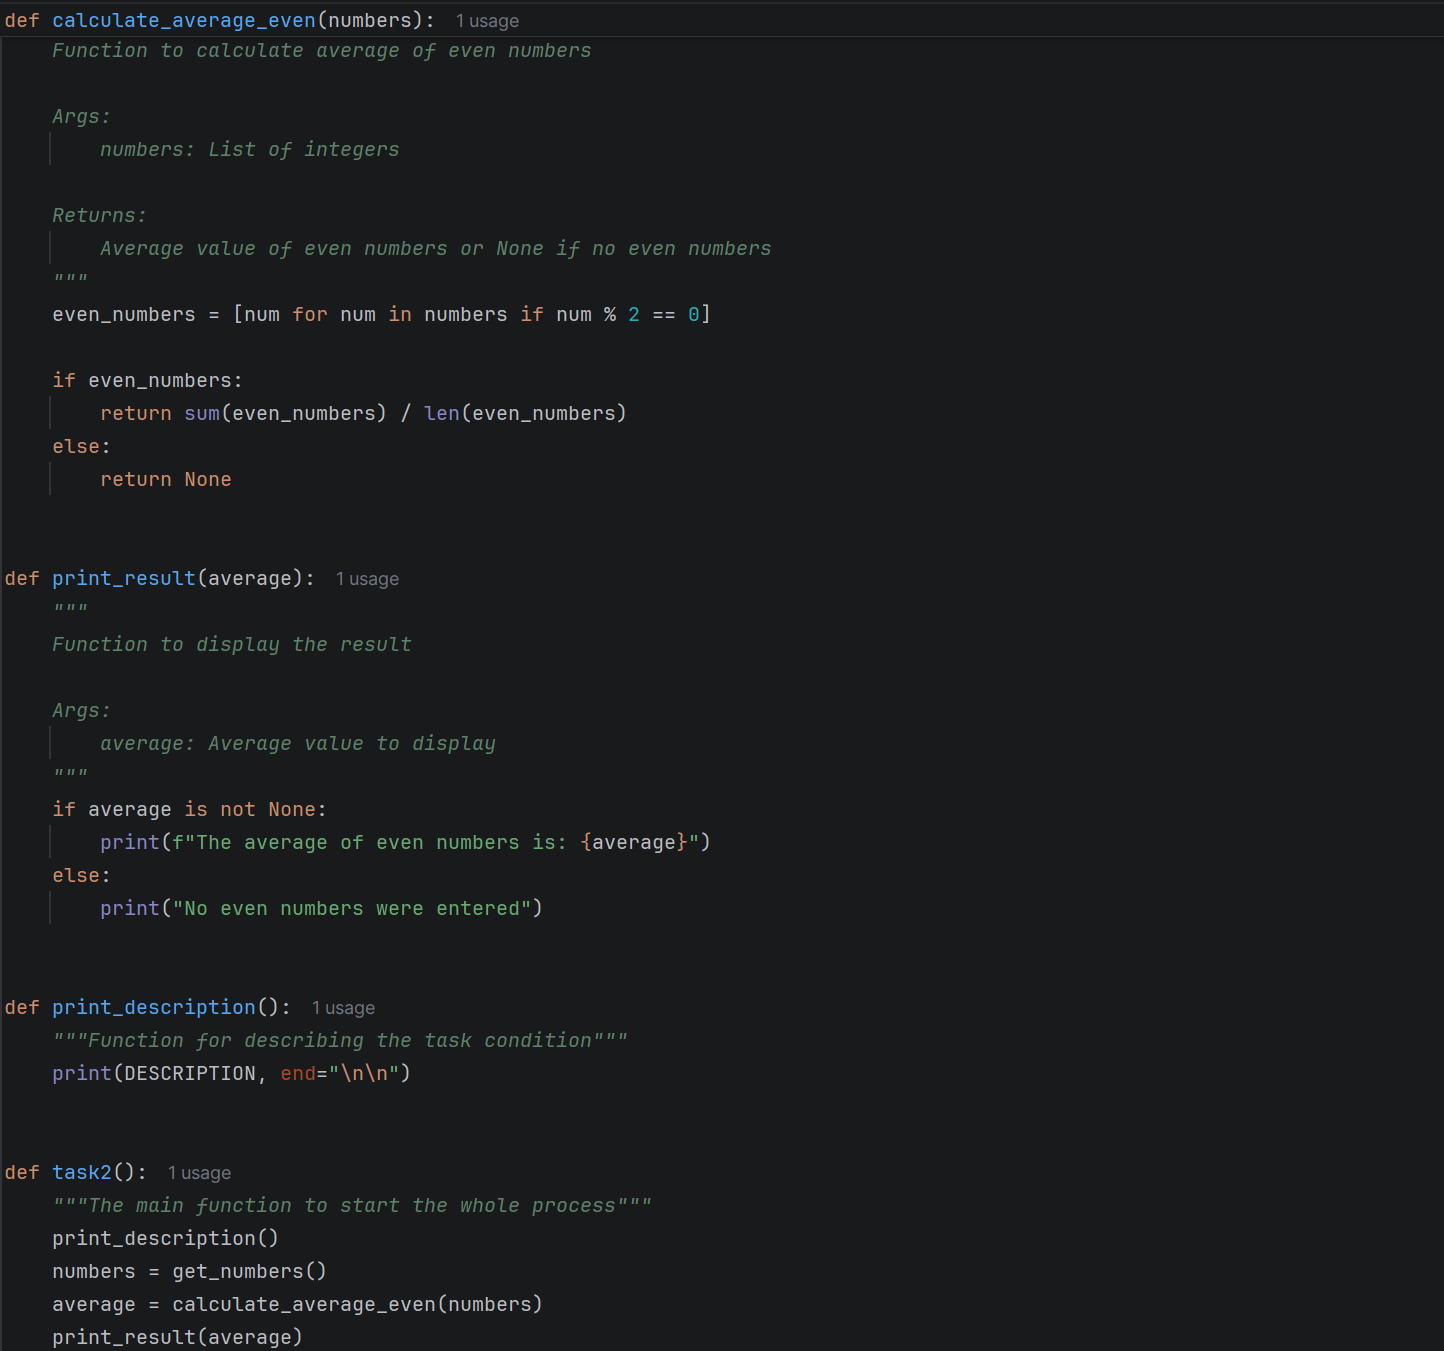 def calculate_average_even(numbers): 1 usage
Function to calculate average of even numbers
Args:
numbers: List of integers
Returns:
Average value of even numbers or None if no even numbers
"""
even_numbers = [num for num in numbers if num % 2 == 0]
if even_numbers:
return sum(even_numbers) / len(even_numbers)
else:
return None
def print_result(average): 1 usage
"""
Function to display the result
Args:
average: Average value to display
"""
if average is not None:
print(f"The average of even numbers is: {average}")
else:
print("No even numbers were entered")
def print_description(): 1 usage
"""Function for describing the task condition"""
print(DESCRIPTION, end="\n\n")
def task2(): 1 usage
"""The main function to start the whole process"""
print_description()
numbers = get_numbers()
average = calculate_average_even(numbers)
print_result(average)